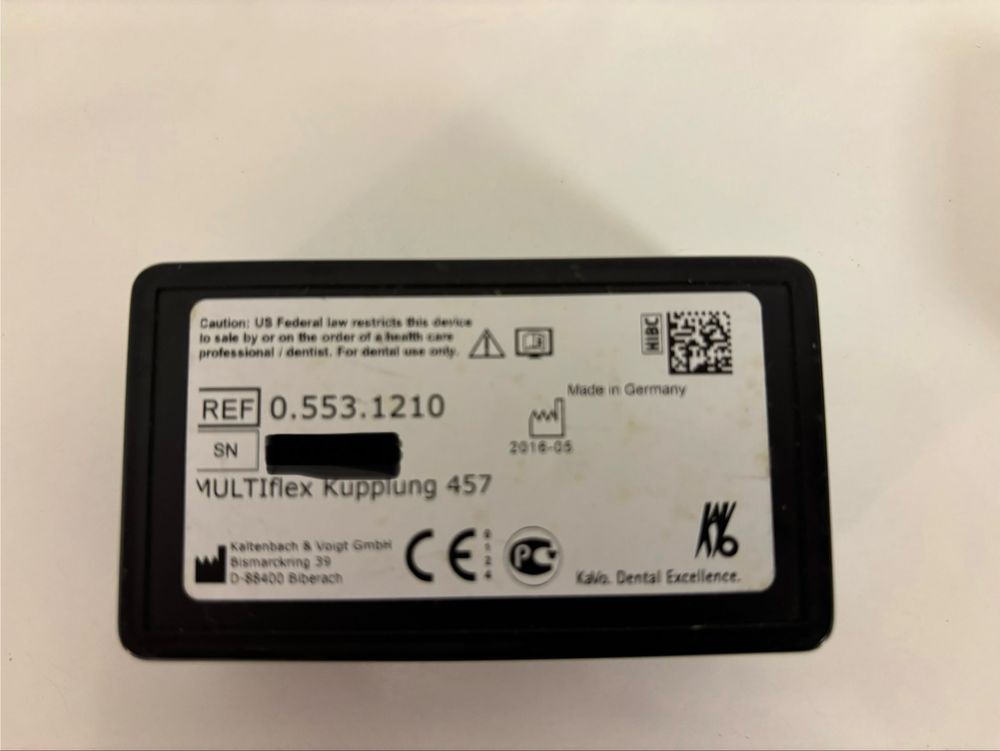 Caution: US Federal law restricts this device
to sale by or on the order of a health care
professional / dentist. For dental use only.
HIBC
Made in Germany
REF 0.553.1210
2016-05
SN
MULTIflex Kupplung 457
Kaltenbach & Voigt GmbH
Bismarckring 39
D-88400 Biberach
CE 0124
PG
KaVo
KaVo. Dental Excellence.